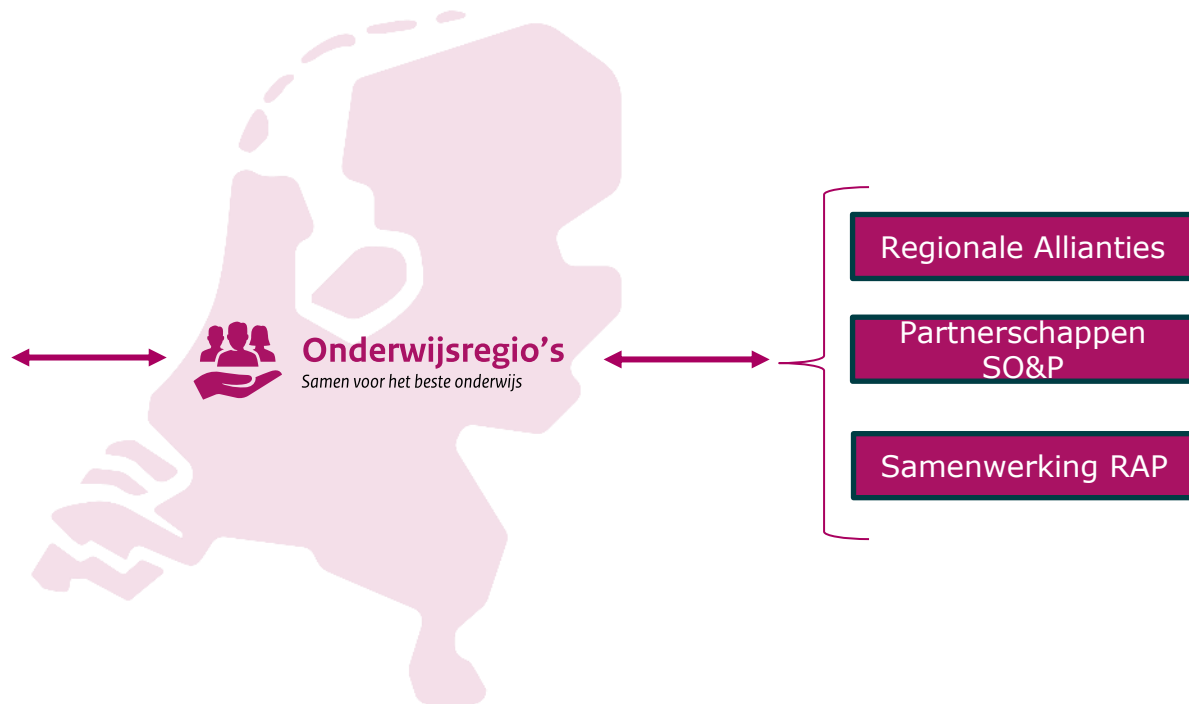 Onderwijsregio's
Samen voor het beste onderwijs
Regionale Allianties
Partnerschappen
SO&P
Samenwerking RAP